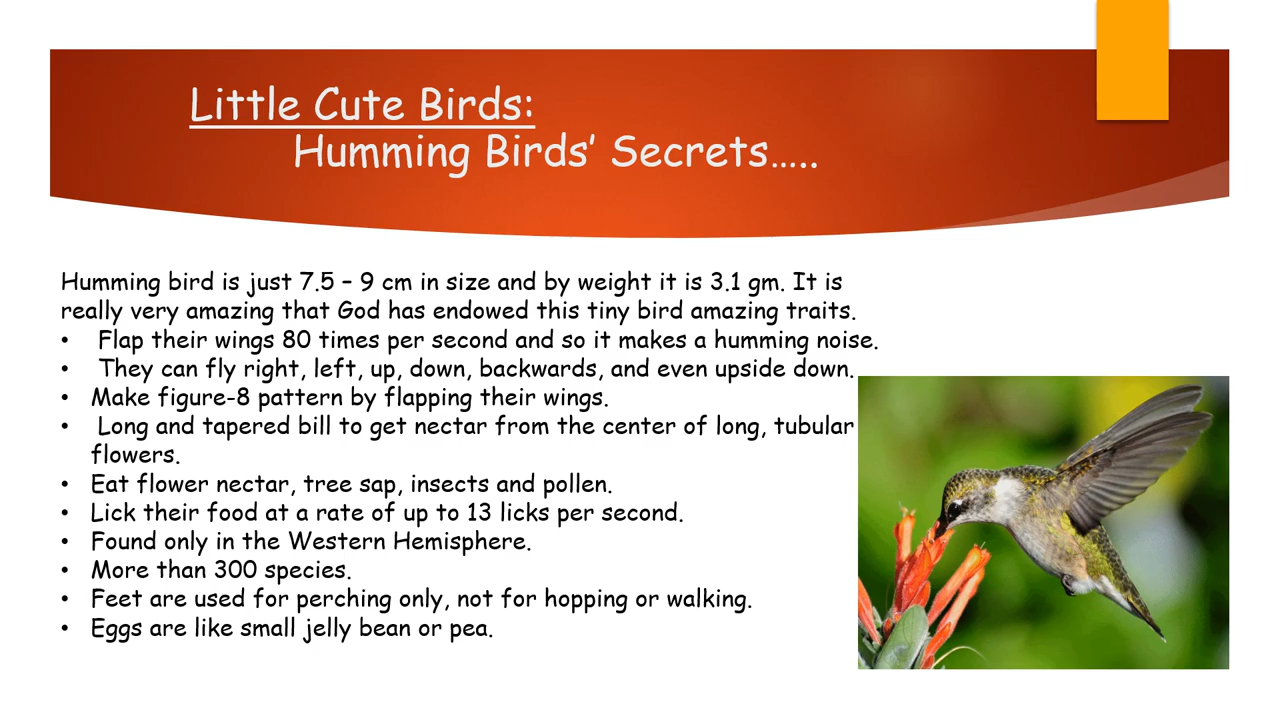 Little Cute Birds:
Humming Birds’ Secrets…..
Humming bird is just 7.5 – 9 cm in size and by weight it is 3.1 gm. It is
really very amazing that God has endowed this tiny bird amazing traits.
• Flap their wings 80 times per second and so it makes a humming noise.
• They can fly right, left, up, down, backwards, and even upside down.
• Make figure-8 pattern by flapping their wings.
• Long and tapered bill to get nectar from the center of long, tubular
flowers.
• Eat flower nectar, tree sap, insects and pollen.
• Lick their food at a rate of up to 13 licks per second.
• Found only in the Western Hemisphere.
• More than 300 species.
• Feet are used for perching only, not for hopping or walking.
• Eggs are like small jelly bean or pea.